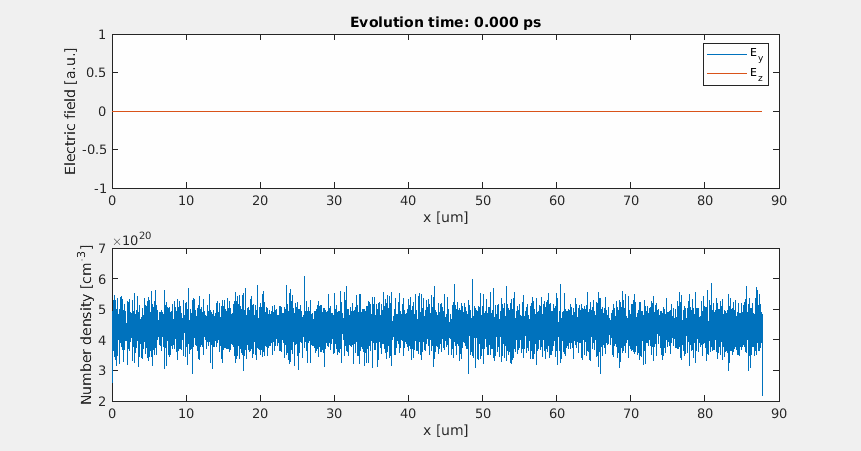 Evolution time: 0.000 ps
Electric field [a.u.]
1
0.5
0
-0.5
-1
E_y
E_z
0 10 20 30 40 50 60 70 80 90
x [um]
×10^20
Number density [cm^-3]
7
6
5
4
3
2
0 10 20 30 40 50 60 70 80 90
x [um]